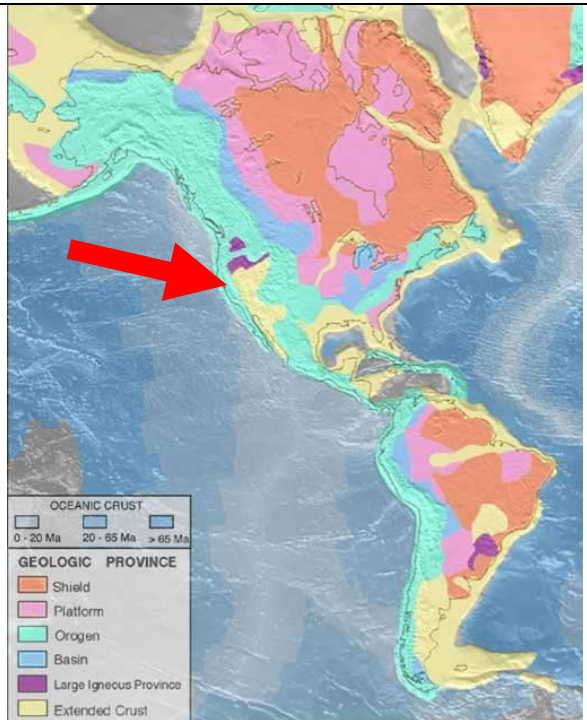 OCEANIC CRUST
0 - 20 Ma 20 - 65 Ma > 65 Ma
GEOLOGIC PROVINCE
Shield
Platform
Orogen
Basin
Large Igneous Province
Extended Crust